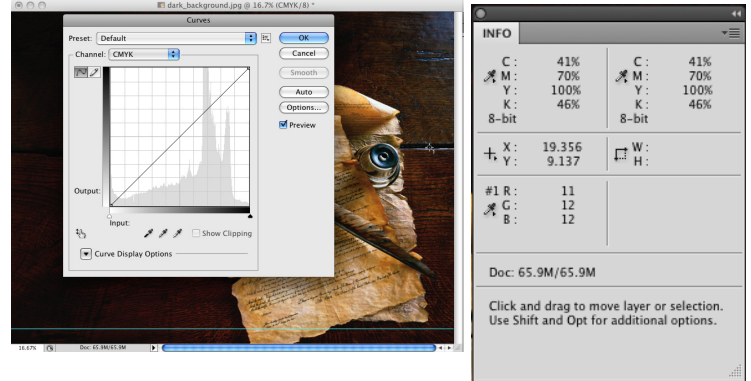 dark_background.jpg @ 16.7% (CMYK/8) *
Curves
Preset: Default
OK
Channel: CMYK
Cancel
Smooth
Auto
Options...
Preview
Output:
Input:
Show Clipping
Curve Display Options
16.67% Doc: 65.9M/65.9M
INFO
C : 41% C : 41%
M : 70% M : 70%
Y : 100% Y : 100%
K : 46% K : 46%
8-bit 8-bit
X : 19.356 W :
Y : 9.137 H :
#1 R : 11
G : 12
B : 12
Doc: 65.9M/65.9M
Click and drag to move layer or selection.
Use Shift and Opt for additional options.